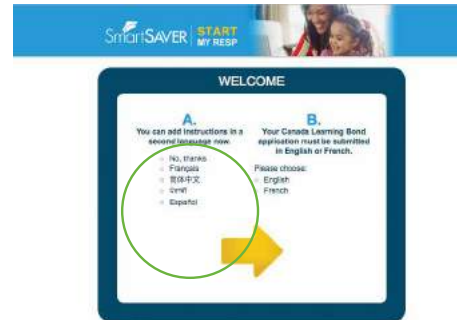 SmartSAVER
START
MY RESP
WELCOME
A.
You can add instructions in a
second language now.
No, thanks
Français
简体中文
ਪੰਜਾਬੀ
Español
B.
Your Canada Learning Bond
application must be submitted
in English or French.
Please choose:
English
French